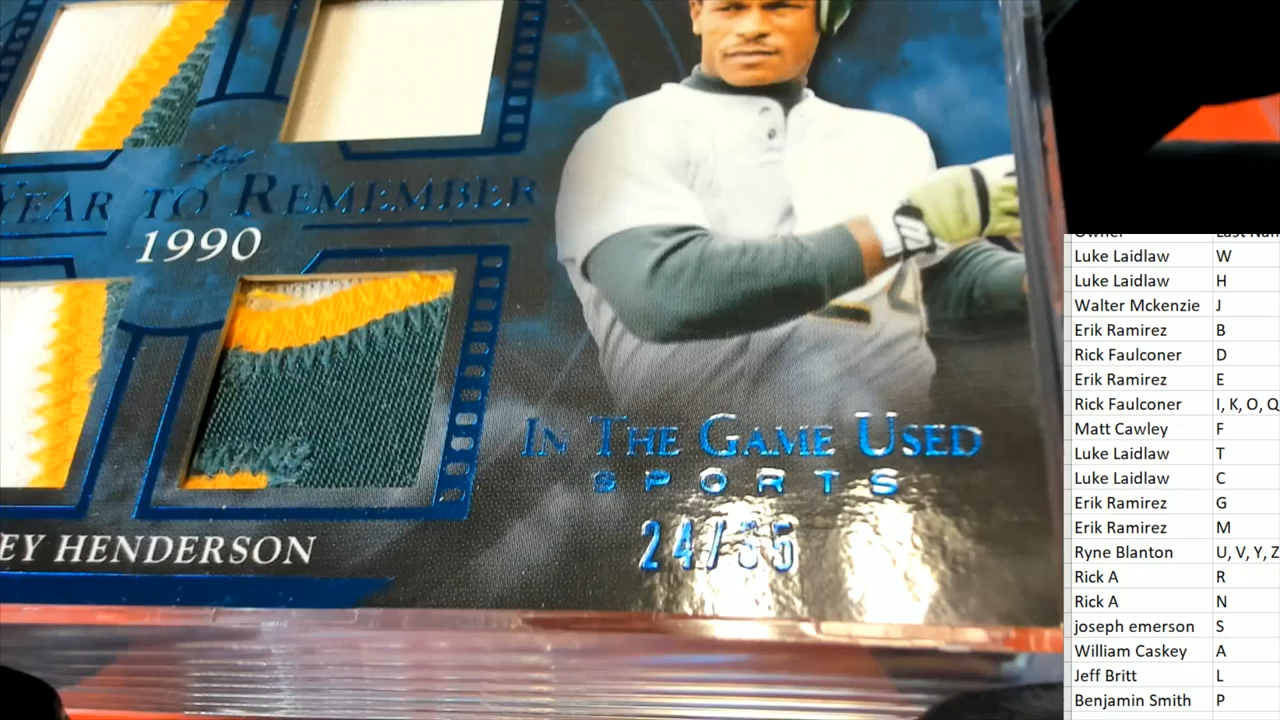 YEAR TO REMEMBER
1990
EY HENDERSON
IN THE GAME USED
SPORTS
24/35
Luke Laidlaw W
Luke Laidlaw H
Walter Mckenzie J
Erik Ramirez B
Rick Faulconer D
Erik Ramirez E
Rick Faulconer I, K, O, Q
Matt Cawley F
Luke Laidlaw T
Luke Laidlaw C
Erik Ramirez G
Erik Ramirez M
Ryne Blanton U, V, Y, Z
Rick A R
Rick A N
joseph emerson S
William Caskey A
Jeff Britt L
Benjamin Smith P